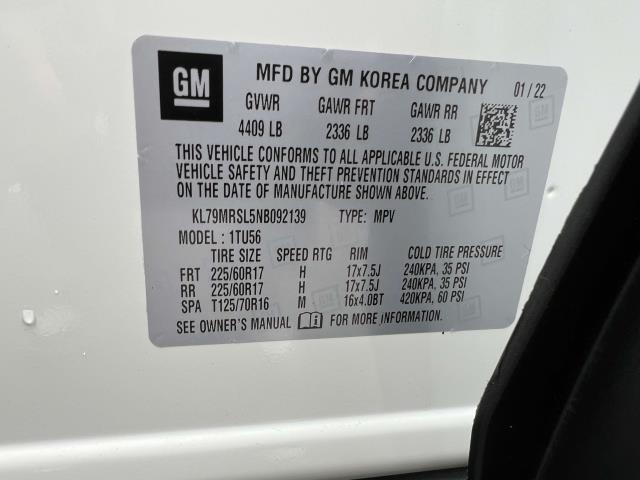 GM
MFD BY GM KOREA COMPANY 01/22
GVWR GAWR FRT GAWR RR
4409 LB 2336 LB 2336 LB
THIS VEHICLE CONFORMS TO ALL APPLICABLE U.S. FEDERAL MOTOR
VEHICLE SAFETY AND THEFT PREVENTION STANDARDS IN EFFECT
ON THE DATE OF MANUFACTURE SHOWN ABOVE.
KL79MRSL5NB092139 TYPE: MPV
MODEL: 1TU56
TIRE SIZE SPEED RTG RIM COLD TIRE PRESSURE
FRT 225/60R17 H 17x7.5J 240KPA, 35 PSI
RR 225/60R17 H 17x7.5J 240KPA, 35 PSI
SPA T125/70R16 M 16x4.0BT 420KPA, 60 PSI
SEE OWNER'S MANUAL i FOR MORE INFORMATION.